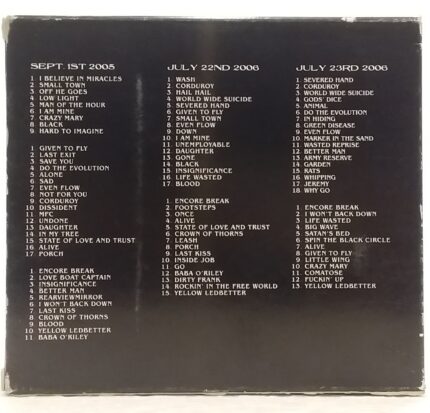 SEPT. 1ST 2005
1 I BELIEVE IN MIRACLES
2 SMALL TOWN
3 OFF HE GOES
4 LOW LIGHT
5 MAN OF THE HOUR
6 I AM MINE
7 CRAZY MARY
8 BLACK
9 HARD TO IMAGINE
1 GIVEN TO FLY
2 LAST EXIT
3 SAVE YOU
4 DO THE EVOLUTION
5 ALONE
6 SAD
7 EVEN FLOW
8 NOT FOR YOU
9 CORDUROY
10 DISSIDENT
11 MFC
12 UNDONE
13 DAUGHTER
14 IN MY TREE
15 STATE OF LOVE AND TRUST
16 ALIVE
17 PORCH
1 ENCORE BREAK
2 LOVE BOAT CAPTAIN
3 INSIGNIFICANCE
4 BETTER MAN
5 REARVIEWMIRROR
6 I WON'T BACK DOWN
7 LAST KISS
8 CROWN OF THORNS
9 BLOOD
10 YELLOW LEDBETTER
11 BABA O'RILEY
JULY 22ND 2006
1 WASH
2 CORDUROY
3 HAIL HAIL
4 WORLD WIDE SUICIDE
5 SEVERED HAND
6 GIVEN TO FLY
7 SMALL TOWN
8 EVEN FLOW
9 DOWN
10 I AM MINE
11 UNEMPLOYABLE
12 DAUGHTER
13 GONE
14 BLACK
15 INSIGNIFICANCE
16 LIFE WASTED
17 BLOOD
1 ENCORE BREAK
2 FOOTSTEPS
3 ONCE
4 ALIVE
5 STATE OF LOVE AND TRUST
6 CROWN OF THORNS
7 LEASH
8 PORCH
9 LAST KISS
10 INSIDE JOB
11 GO
12 BABA O'RILEY
13 DIRTY FRANK
14 ROCKIN' IN THE FREE WORLD
15 YELLOW LEDBETTER
JULY 23RD 2006
1 SEVERED HAND
2 CORDUROY
3 WORLD WIDE SUICIDE
4 GODS' DICE
5 ANIMAL
6 DO THE EVOLUTION
7 IN HIDING
8 GREEN DISEASE
9 EVEN FLOW
10 MARKER IN THE SAND
11 WASTED REPRISE
12 BETTER MAN
13 ARMY RESERVE
14 GARDEN
15 RATS
16 WHIPPING
17 JEREMY
18 WHY GO
1 ENCORE BREAK
2 I WON'T BACK DOWN
3 LIFE WASTED
4 BIG WAVE
5 SATAN'S BED
6 SPIN THE BLACK CIRCLE
7 ALIVE
8 GIVEN TO FLY
9 LITTLE WING
10 CRAZY MARY
11 COMATOSE
12 FUCKIN' UP
13 YELLOW LEDBETTER